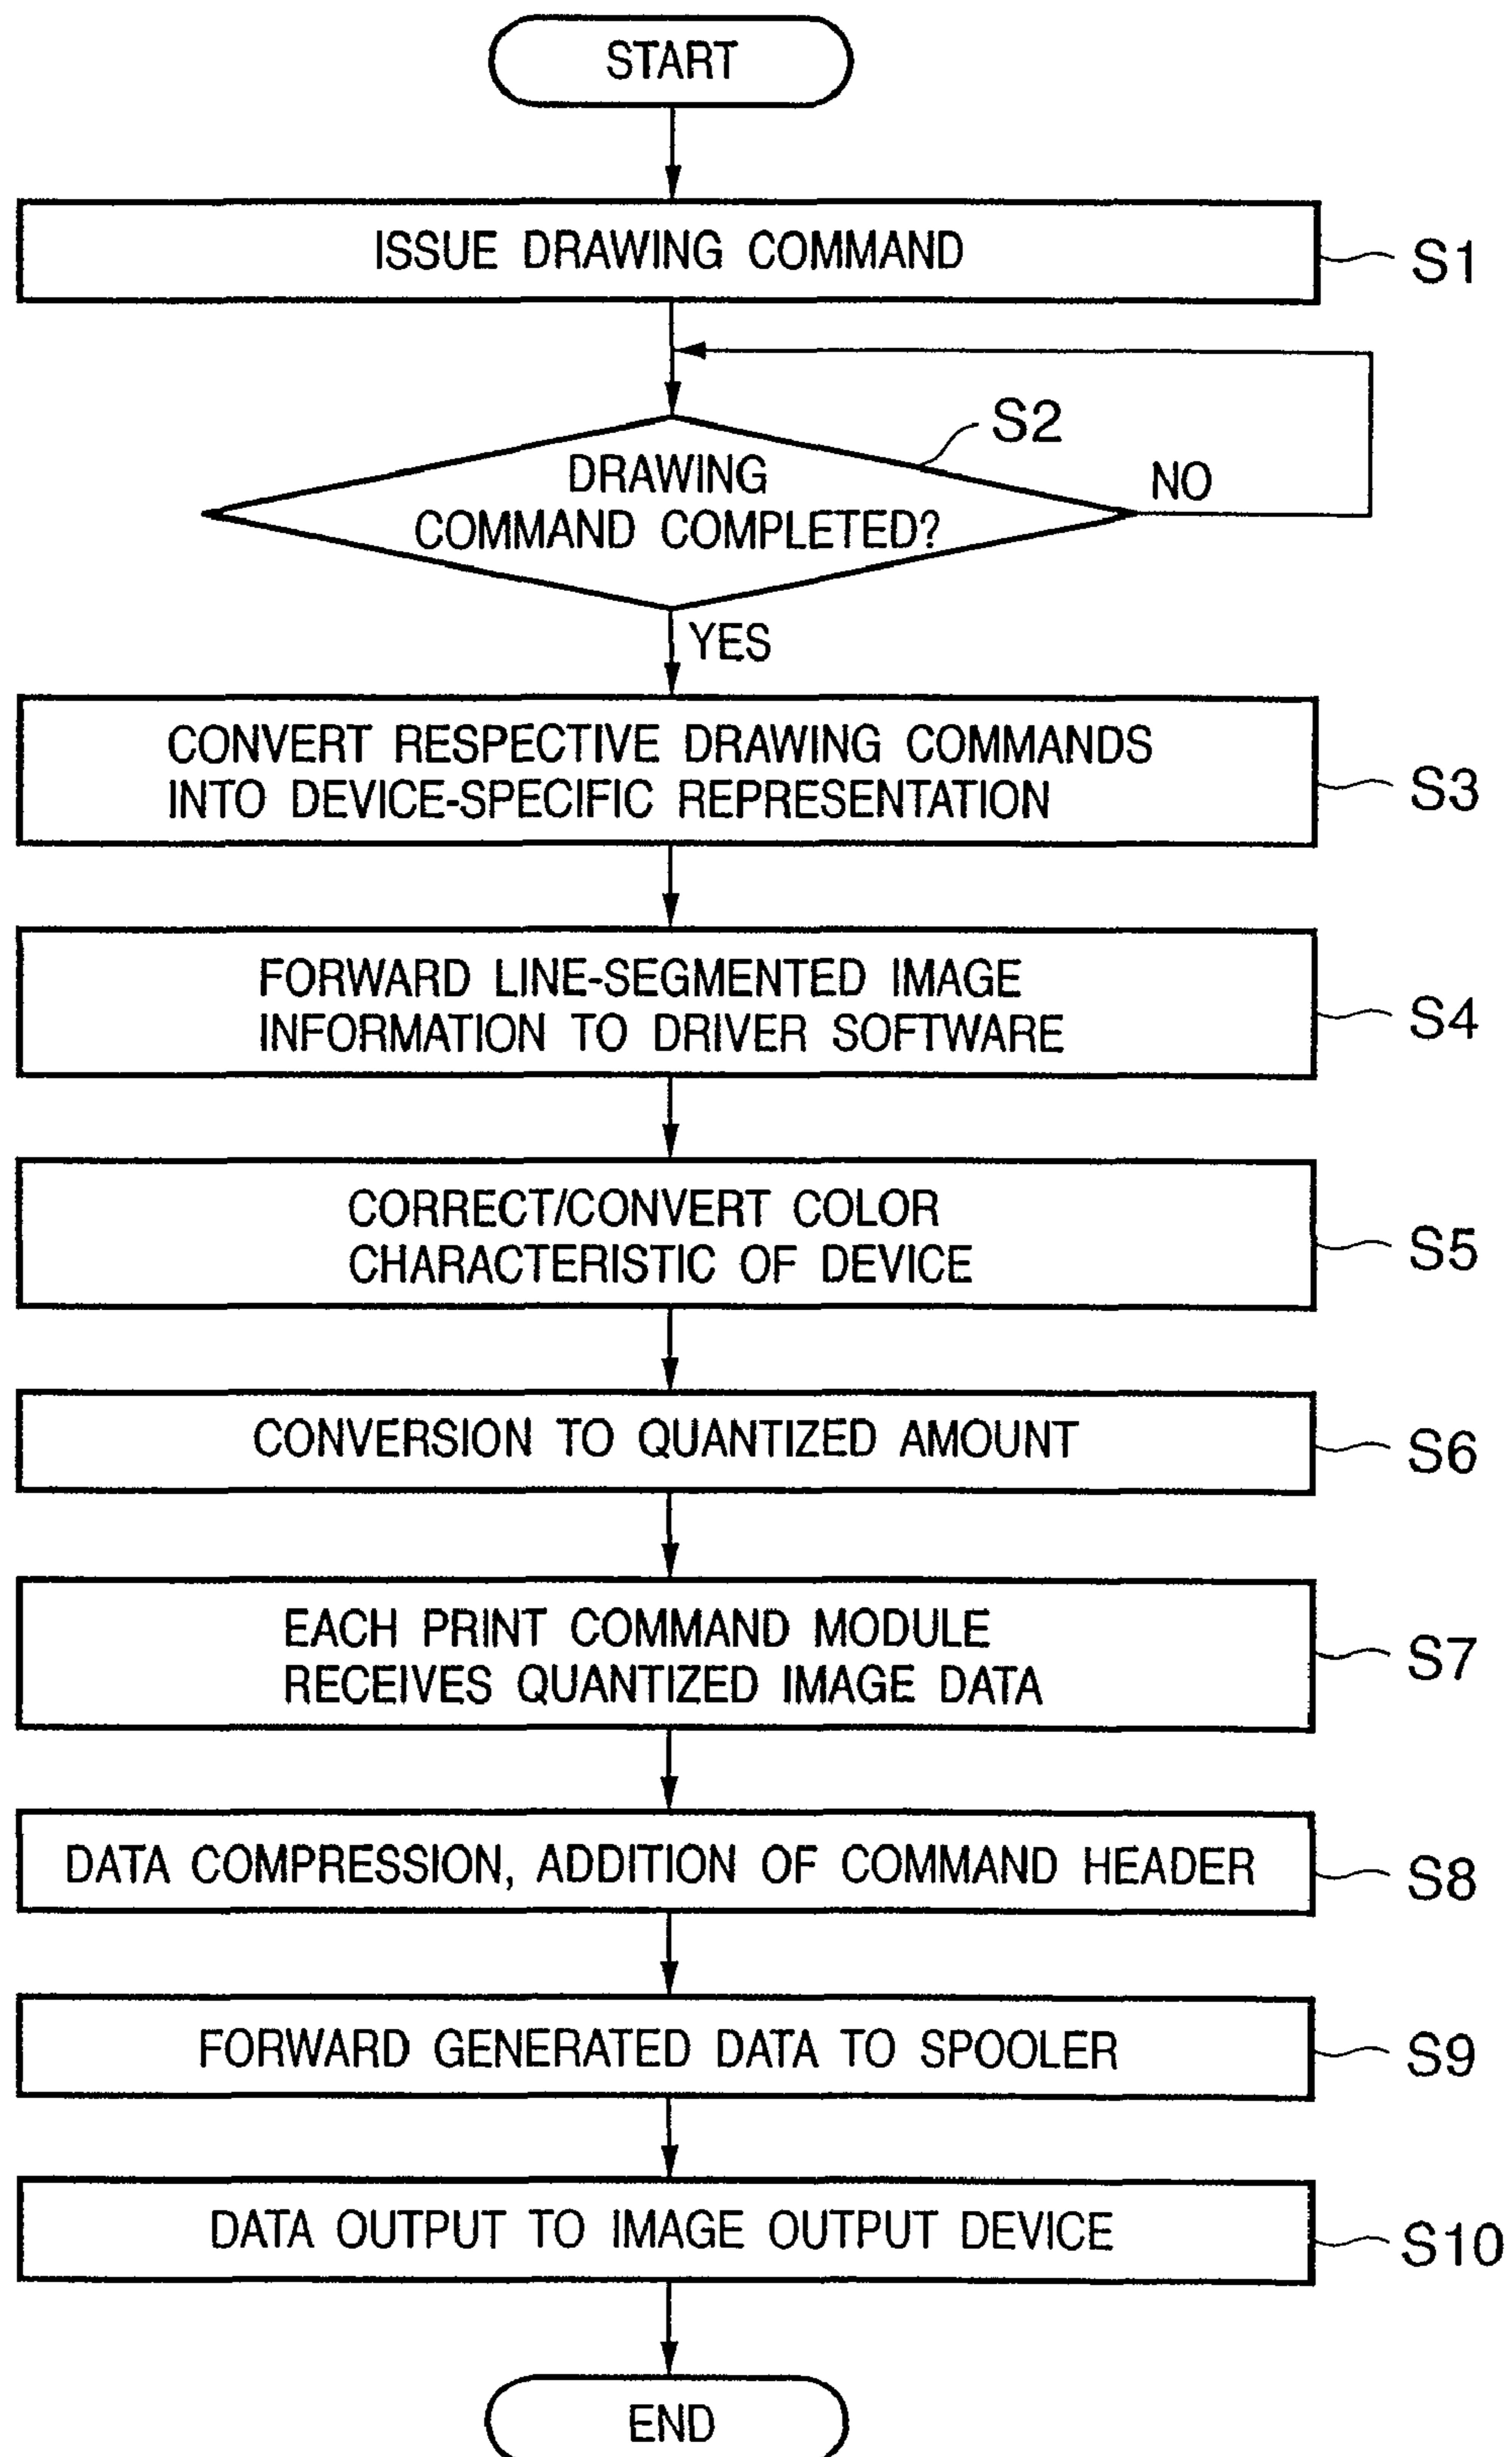 START
ISSUE DRAWING COMMAND
S1
S2
DRAWING
COMMAND COMPLETED?
NO
YES
CONVERT RESPECTIVE DRAWING COMMANDS
INTO DEVICE-SPECIFIC REPRESENTATION
S3
FORWARD LINE-SEGMENTED IMAGE
INFORMATION TO DRIVER SOFTWARE
S4
CORRECT/CONVERT COLOR
CHARACTERISTIC OF DEVICE
S5
CONVERSION TO QUANTIZED AMOUNT
S6
EACH PRINT COMMAND MODULE
RECEIVES QUANTIZED IMAGE DATA
S7
DATA COMPRESSION, ADDITION OF COMMAND HEADER
S8
FORWARD GENERATED DATA TO SPOOLER
S9
DATA OUTPUT TO IMAGE OUTPUT DEVICE
S10
END